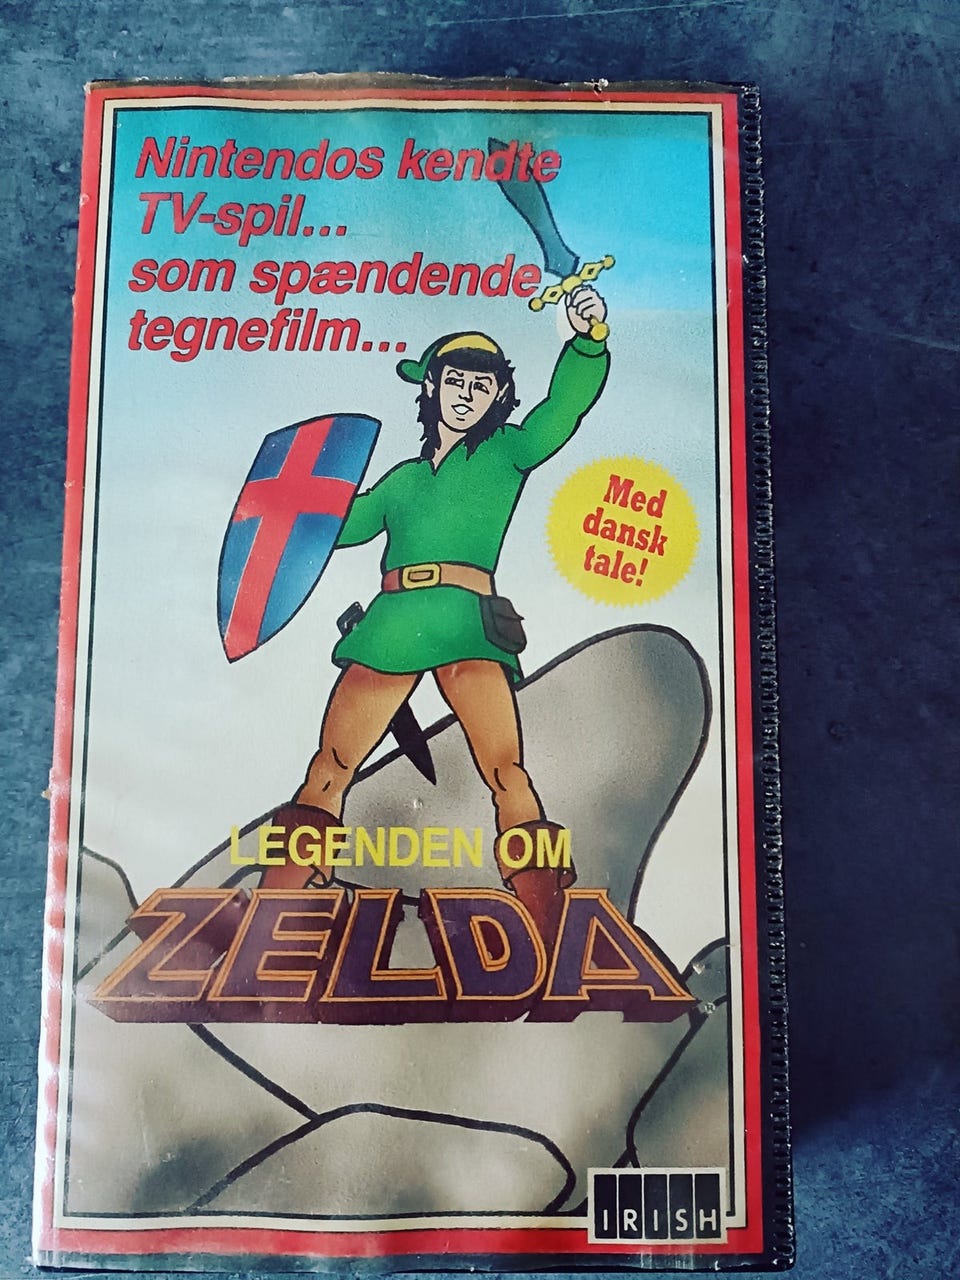 Nintendos kendte
TV-spil...
som spændende
tegnefilm...
Med
dansk
tale!
LEGENDEN OM
ZELDA®
IRISH